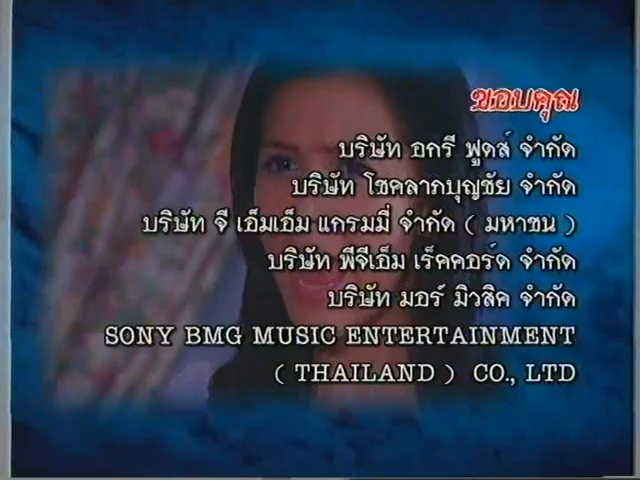 ขอบคุณ
บริษัท อกรี ฟูดส์ จำกัด
บริษัท โชคลาภบุญชัย จำกัด
บริษัท จี เอ็มเอ็ม แกรมมี่ จำกัด ( มหาชน )
บริษัท พีจีเอ็ม เร็คคอร์ด จำกัด
บริษัท มอร์ มิวสิค จำกัด
SONY BMG MUSIC ENTERTAINMENT
( THAILAND ) CO., LTD